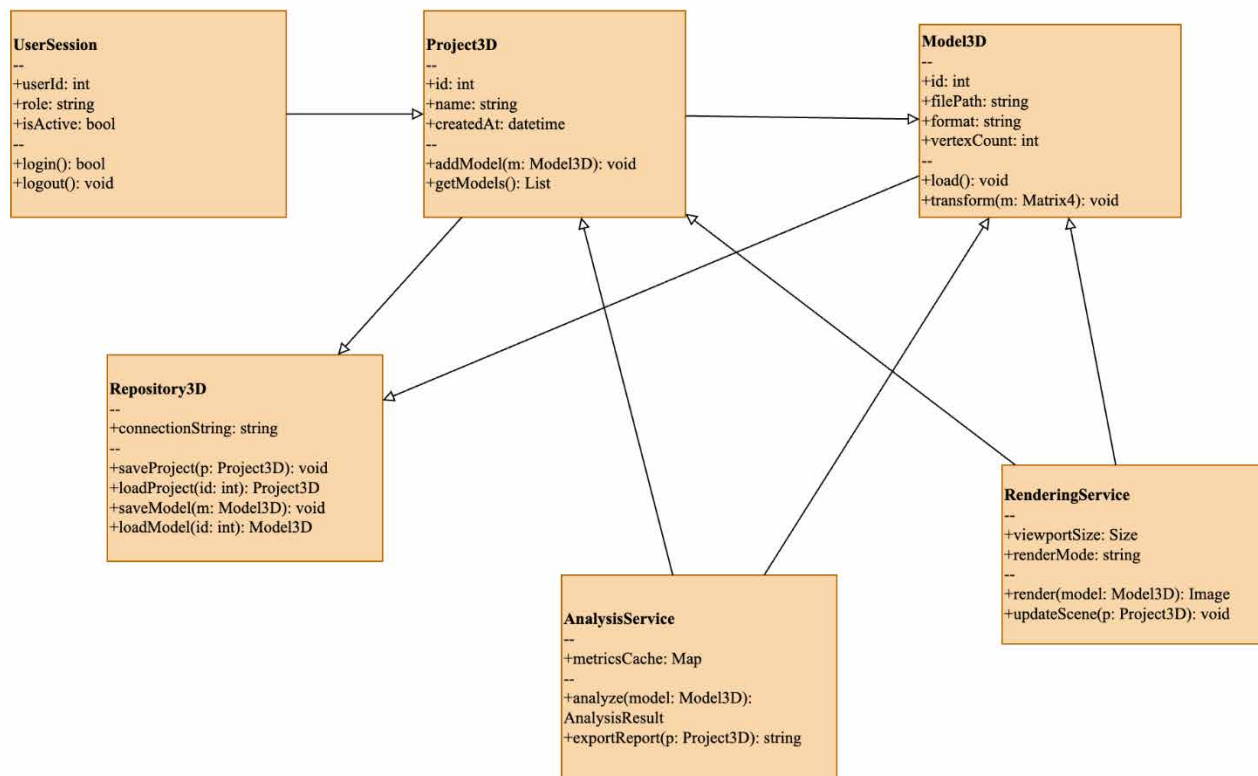 UserSession
--
+userId: int
+role: string
+isActive: bool
--
+login(): bool
+logout(): void
Project3D
--
+id: int
+name: string
+createdAt: datetime
--
+addModel(m: Model3D): void
+getModels(): List
Model3D
--
+id: int
+filePath: string
+format: string
+vertexCount: int
--
+load(): void
+transform(m: Matrix4): void
Repository3D
--
+connectionString: string
--
+saveProject(p: Project3D): void
+loadProject(id: int): Project3D
+saveModel(m: Model3D): void
+loadModel(id: int): Model3D
AnalysisService
--
+metricsCache: Map
--
+analyze(model: Model3D):
AnalysisResult
+exportReport(p: Project3D): string
RenderingService
--
+viewportSize: Size
+renderMode: string
--
+render(model: Model3D): Image
+updateScene(p: Project3D): void